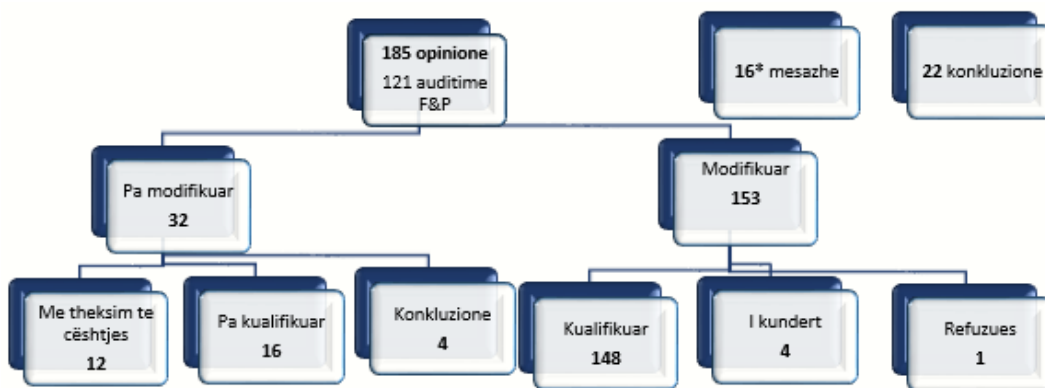 185 opinione
121 auditime
F&P
16* mesazhe
22 konkluzione
Pa modifikuar
32
Modifikuar
153
Me theksim te
cështjes
12
Pa kualifikuar
16
Konkluzione
4
Kualifikuar
148
I kundert
4
Refuzues
1